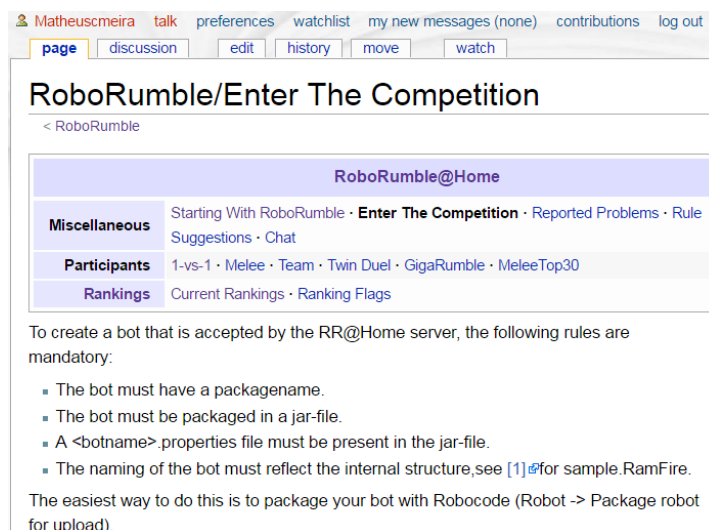 Matheuscmeira talk preferences watchlist my new messages (none) contributions log out
page discussion edit history move watch
RoboRumble/Enter The Competition
< RoboRumble
RoboRumble@Home
Miscellaneous Starting With RoboRumble · Enter The Competition · Reported Problems · Rule
Suggestions · Chat
Participants 1-vs-1 · Melee · Team · Twin Duel · GigaRumble · MeleeTop30
Rankings Current Rankings · Ranking Flags
To create a bot that is accepted by the RR@Home server, the following rules are
mandatory:
The bot must have a packagename.
The bot must be packaged in a jar-file.
A <botname>.properties file must be present in the jar-file.
The naming of the bot must reflect the internal structure,see [1] for sample.RamFire.
The easiest way to do this is to package your bot with Robocode (Robot -> Package robot
for upload)